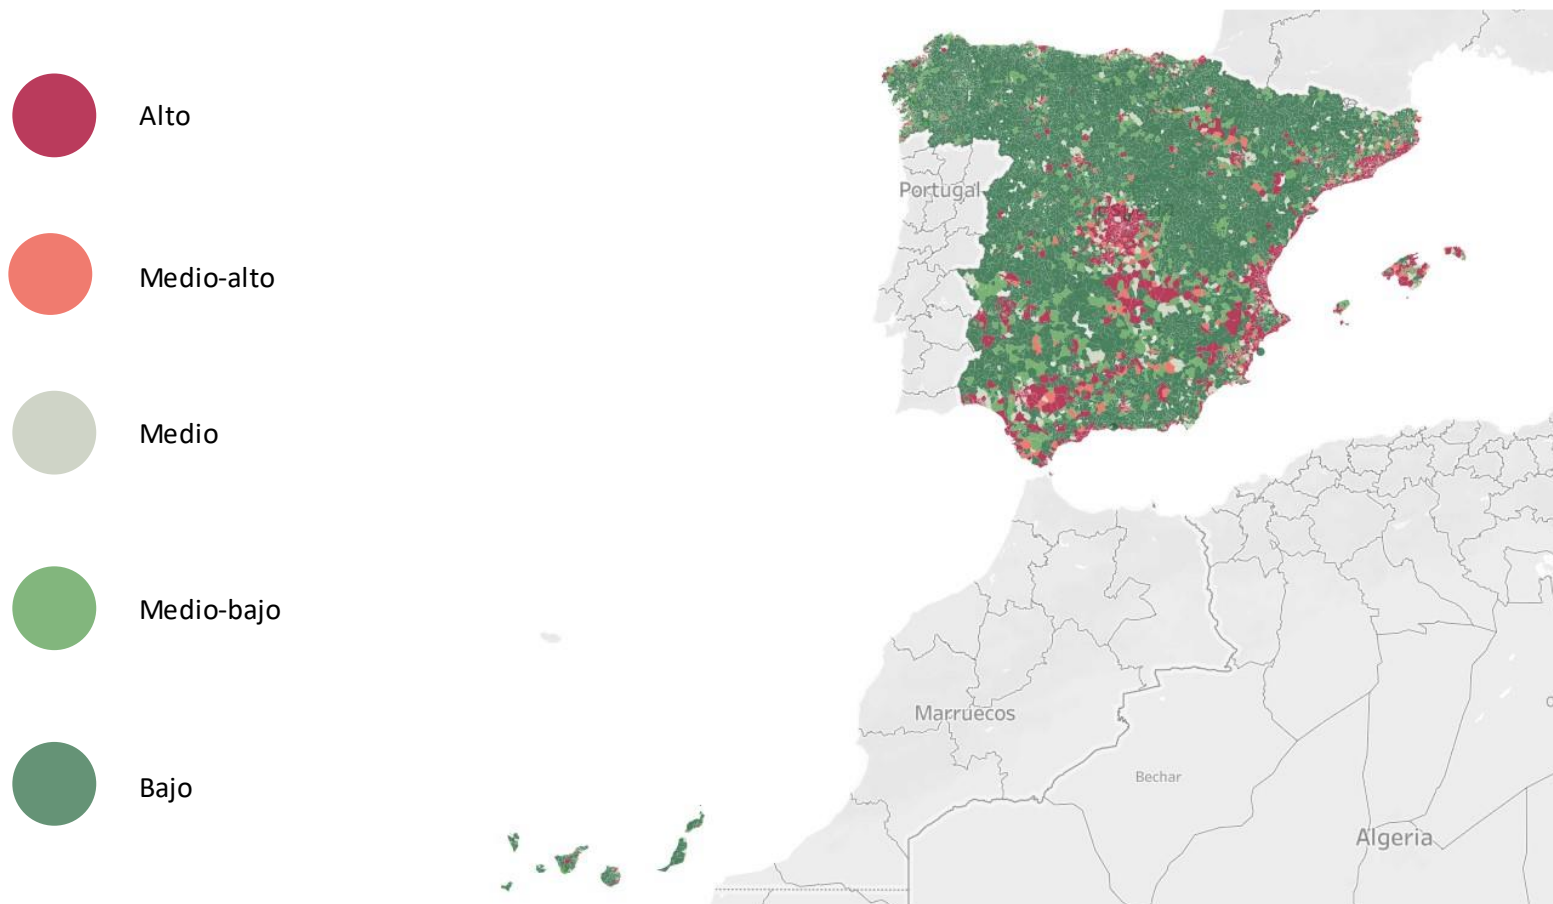 Alto
Medio-alto
Medio
Medio-bajo
Bajo
Portugal
Marruecos
Bechar
Algeria